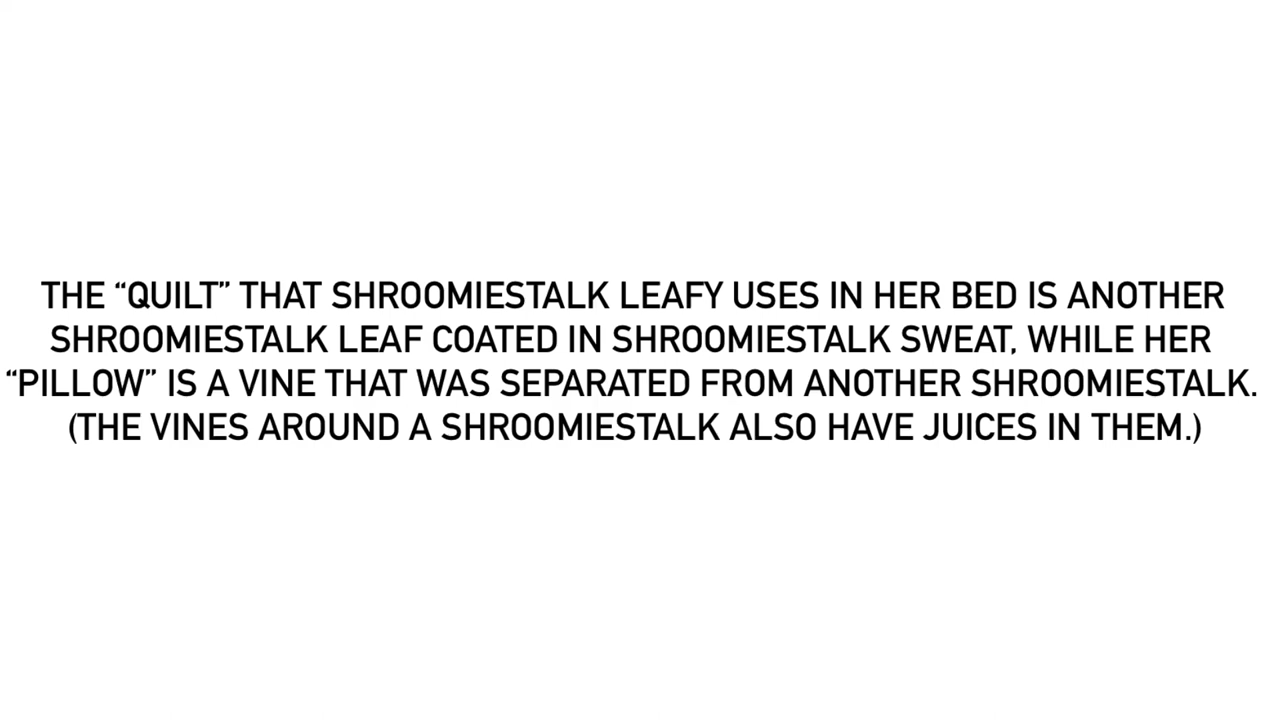 THE “QUILT” THAT SHROOMIESTALK LEAFY USES IN HER BED IS ANOTHER
SHROOMIESTALK LEAF COATED IN SHROOMIESTALK SWEAT, WHILE HER
“PILLOW” IS A VINE THAT WAS SEPARATED FROM ANOTHER SHROOMIESTALK.
(THE VINES AROUND A SHROOMIESTALK ALSO HAVE JUICES IN THEM.)